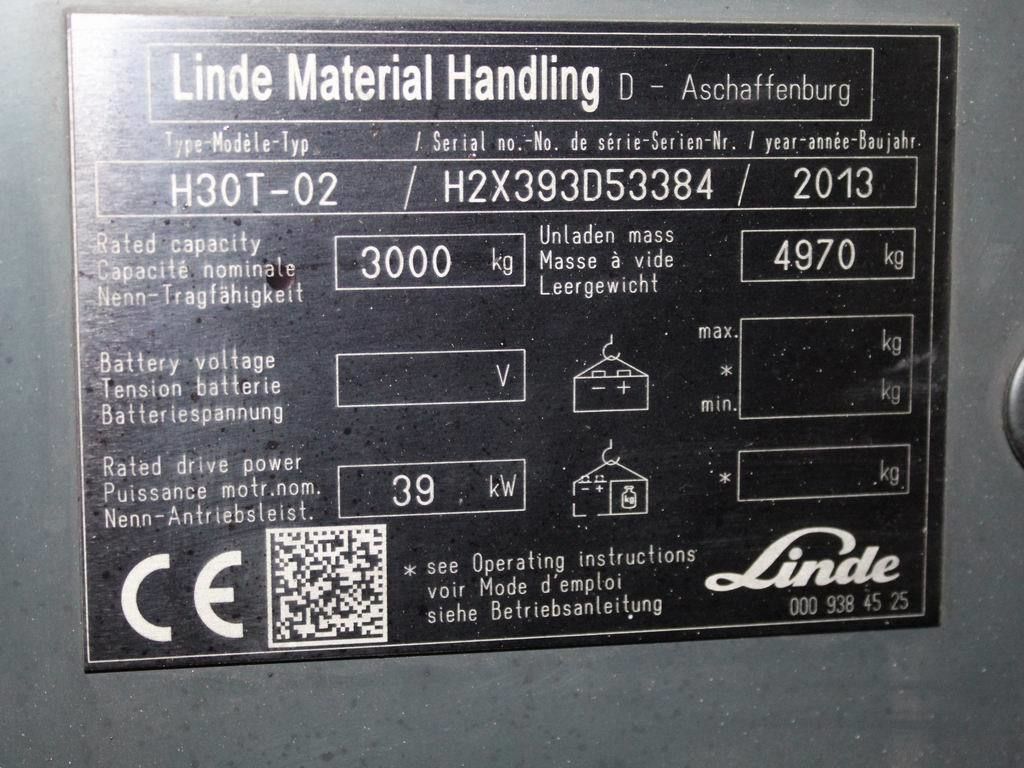 Linde Material Handling D - Aschaffenburg
Type-Modèle-Typ / Serial no.-No. de série-Serien-Nr. / year-année-Baujahr
H30T-02 / H2X393D53384 / 2013
Rated capacity
Capacité nominale
Nenn-Tragfähigkeit
3000 kg
Unladen mass
Masse à vide
Leergewicht
4970 kg
Battery voltage
Tension batterie
Batteriespannung
V
- +
max. kg
*
min. kg
Rated drive power
Puissance motr.nom.
Nenn-Antriebsleist.
39 kW
- + kg
* kg
CE
* see Operating instructions
voir Mode d'emploi
siehe Betriebsanleitung
Linde
000 938 45 25